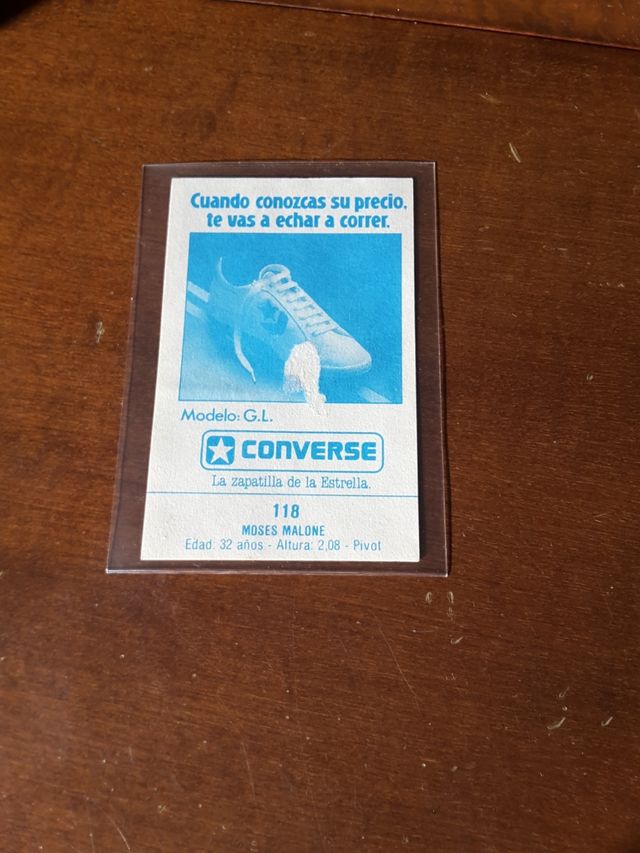 Cuando conozcas su precio,
te vas a echar a correr.
Modelo: G.L.
CONVERSE
La zapatilla de la Estrella.
118
MOSES MALONE
Edad: 32 años - Altura: 2,08 - Pivot